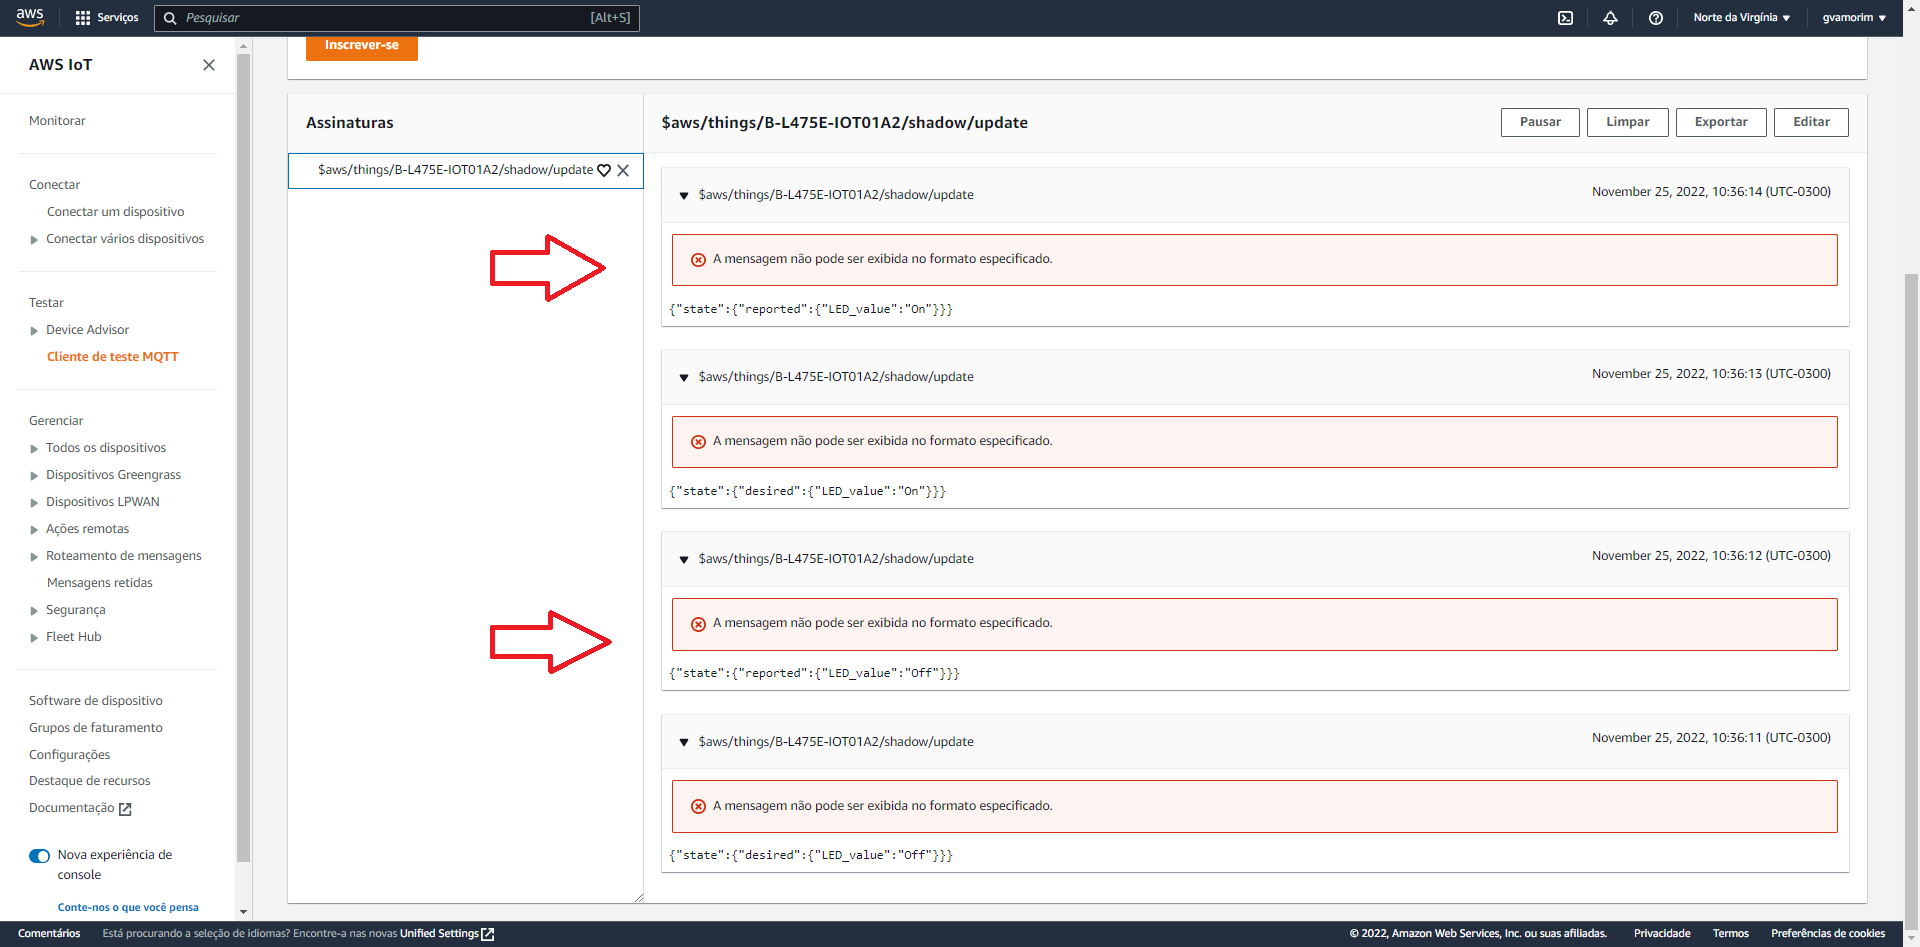 aws
Serviços
Pesquisar
[Alt+S]
Norte da Virgínia
gvamorim
AWS IoT
Monitorar
Conectar
Conectar um dispositivo
Conectar vários dispositivos
Testar
Device Advisor
Cliente de teste MQTT
Gerenciar
Todos os dispositivos
Dispositivos Greengrass
Dispositivos LPWAN
Ações remotas
Roteamento de mensagens
Mensagens retidas
Segurança
Fleet Hub
Software de dispositivo
Grupos de faturamento
Configurações
Destaque de recursos
Documentação
Nova experiência de
console
Conte-nos o que você pensa
Inscrever-se
Assinaturas
$aws/things/B-L475E-IOT01A2/shadow/update
$aws/things/B-L475E-IOT01A2/shadow/update
Pausar
Limpar
Exportar
Editar
$aws/things/B-L475E-IOT01A2/shadow/update
November 25, 2022, 10:36:14 (UTC-0300)
A mensagem não pode ser exibida no formato especificado.
{"state":{"reported":{"LED_value":"On"}}}
$aws/things/B-L475E-IOT01A2/shadow/update
November 25, 2022, 10:36:13 (UTC-0300)
A mensagem não pode ser exibida no formato especificado.
{"state":{"desired":{"LED_value":"On"}}}
$aws/things/B-L475E-IOT01A2/shadow/update
November 25, 2022, 10:36:12 (UTC-0300)
A mensagem não pode ser exibida no formato especificado.
{"state":{"reported":{"LED_value":"Off"}}}
$aws/things/B-L475E-IOT01A2/shadow/update
November 25, 2022, 10:36:11 (UTC-0300)
A mensagem não pode ser exibida no formato especificado.
{"state":{"desired":{"LED_value":"Off"}}}
Comentários
Está procurando a seleção de idiomas? Encontre-a nas novas Unified Settings
© 2022, Amazon Web Services, Inc. ou suas afiliadas.
Privacidade
Termos
Preferências de cookies